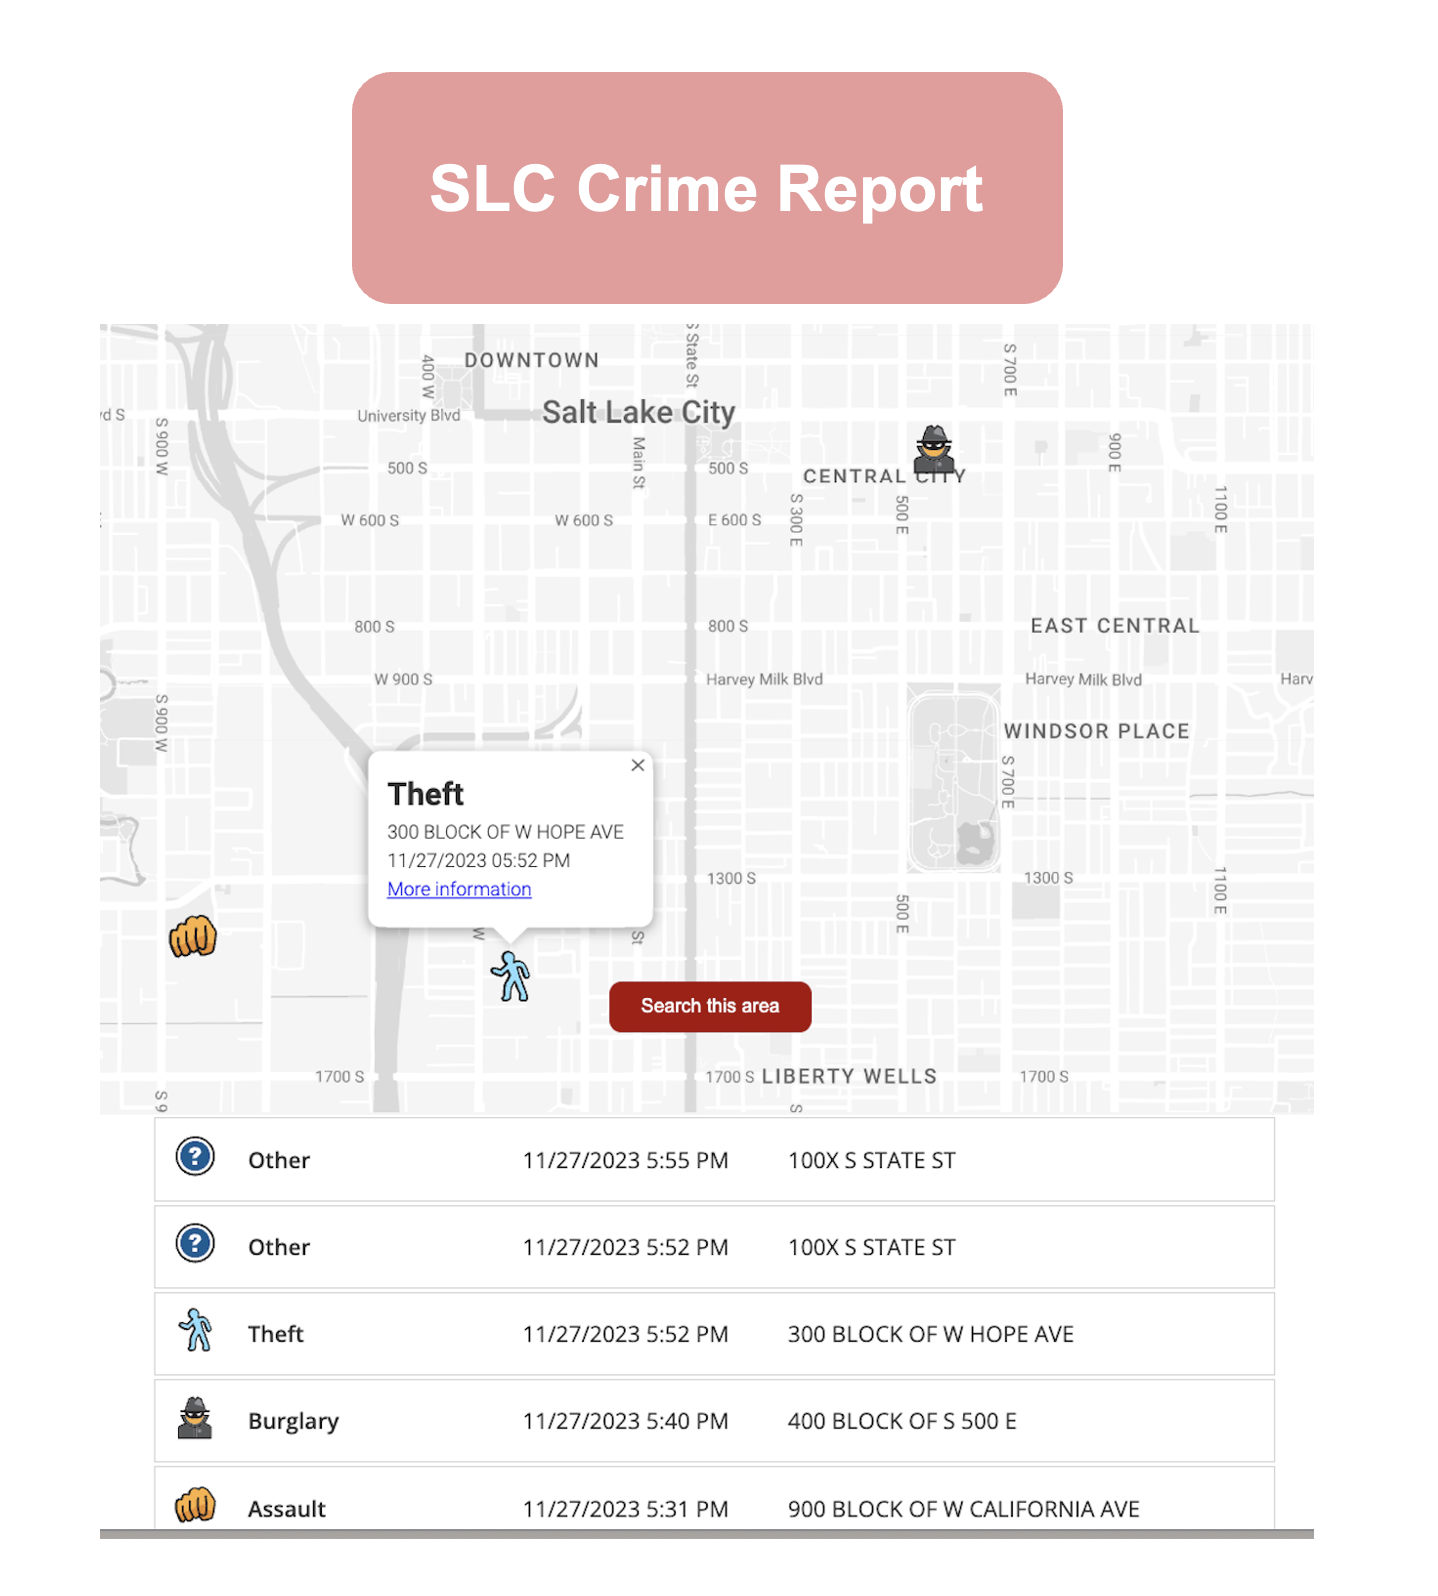 SLC Crime Report
DOWNTOWN
400 W
S State St
S 700 E
University Blvd
Salt Lake City
S 900 W
500 S
Main St
500 S
900 E
CENTRAL CITY
W 600 S
W 600 S
E 600 S
S 300 E
500 E
1100 E
800 S
800 S
EAST CENTRAL
W 900 S
Harvey Milk Blvd
Harvey Milk Blvd
Harv
S 900 W
WINDSOR PLACE
S 700 E
Theft
300 BLOCK OF W HOPE AVE
11/27/2023 05:52 PM
More information
1300 S
1300 S
1100 E
500 E
W
St
Search this area
1700 S
1700 S
LIBERTY WELLS
1700 S
S 9
S
Other 11/27/2023 5:55 PM 100X S STATE ST
Other 11/27/2023 5:52 PM 100X S STATE ST
Theft 11/27/2023 5:52 PM 300 BLOCK OF W HOPE AVE
Burglary 11/27/2023 5:40 PM 400 BLOCK OF S 500 E
Assault 11/27/2023 5:31 PM 900 BLOCK OF W CALIFORNIA AVE